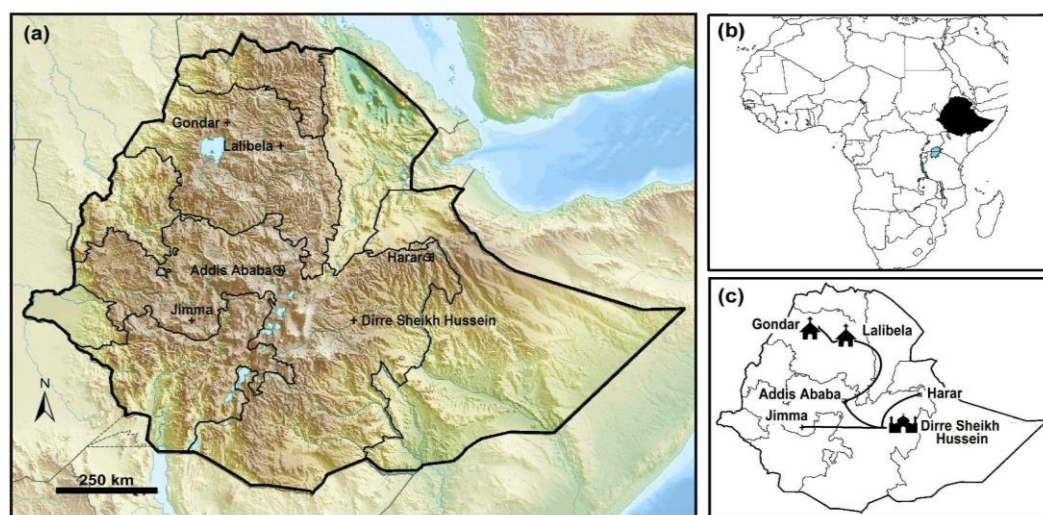 (a)
Gondar
Lalibela
Addis Ababa
Harar
Jimma
Dirre Sheikh Hussein
N
250 km
(b)
(c)
Gondar
Lalibela
Addis Ababa
Harar
Jimma
Dirre Sheikh
Hussein